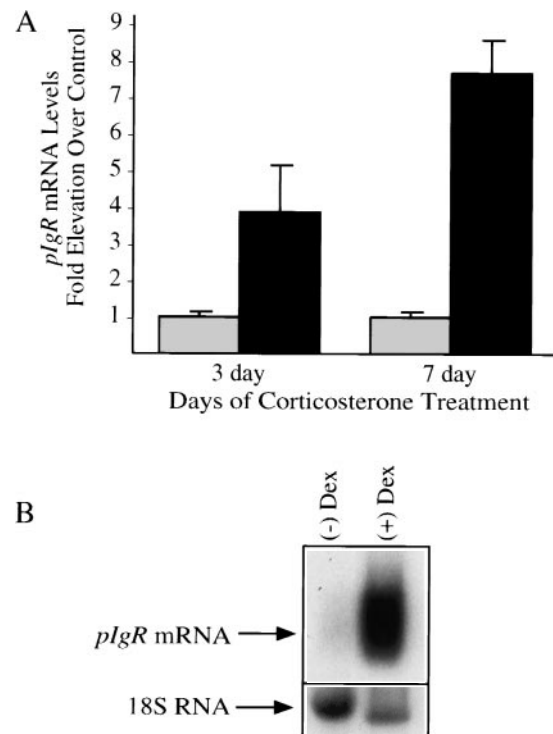 A
pIgR mRNA Levels
Fold Elevation Over Control
9
8
7
6
5
4
3
2
1
3 day
7 day
Days of Corticosterone Treatment
B
(-) Dex
(+) Dex
pIgR mRNA
18S RNA